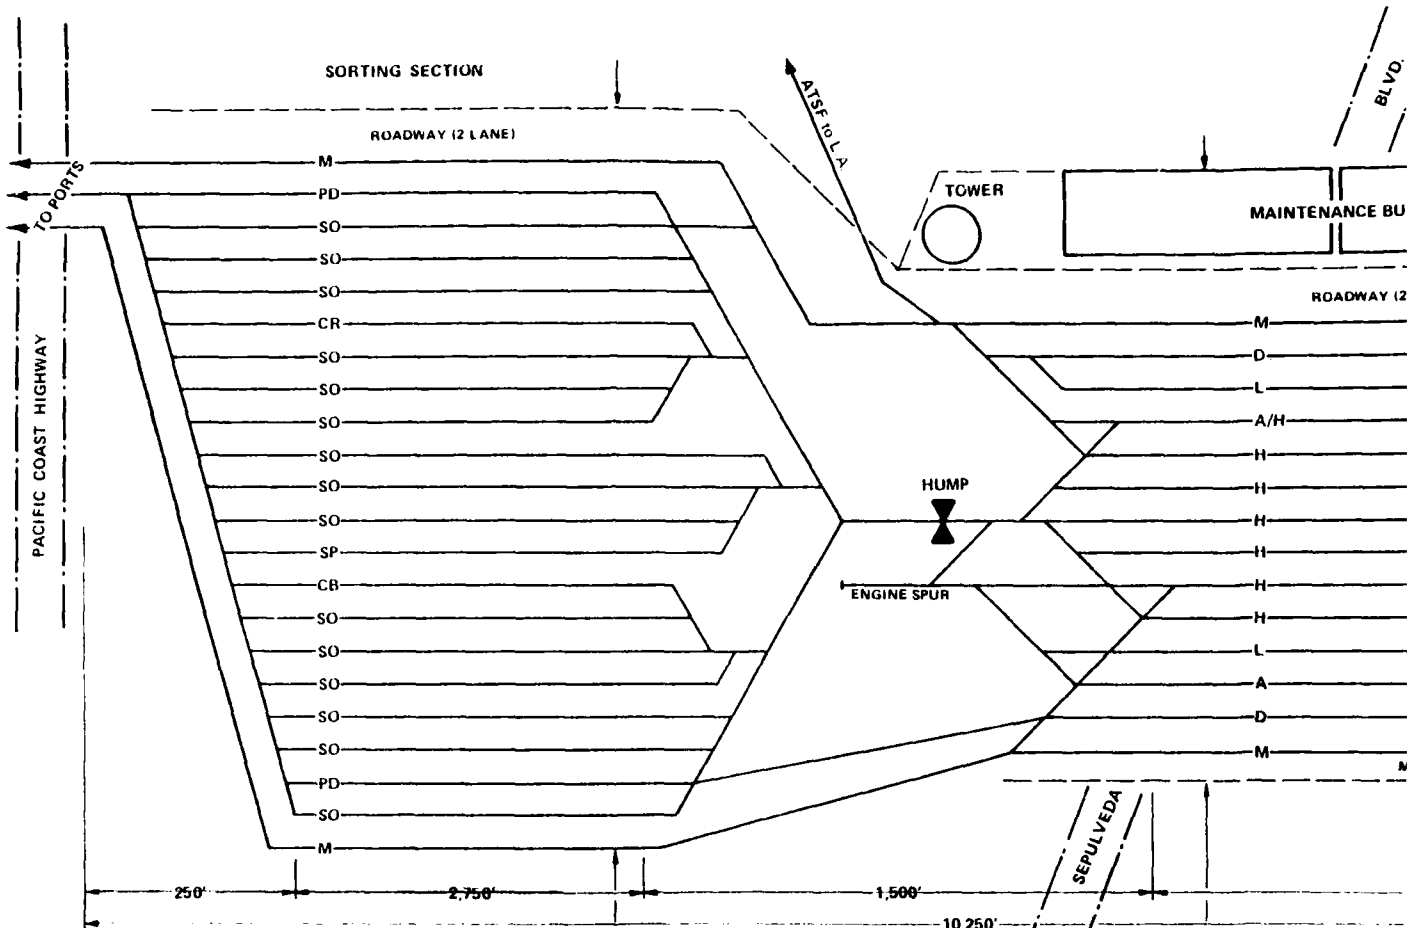 SORTING SECTION
ROADWAY (2 LANE)
ATSF to L.A.
BLVD.
TO PORTS
PACIFIC COAST HIGHWAY
M
PD
SO
SO
SO
CR
SO
SO
SO
SO
SO
SO
SP
CB
SO
SO
SO
SO
SO
PD
SO
M
TOWER
MAINTENANCE BU
ROADWAY (2
HUMP
ENGINE SPUR
M
D
L
A/H
H
H
H
H
H
H
L
A
D
M
M
SEPULVEDA
250'
2,750'
1,500'
10,250'